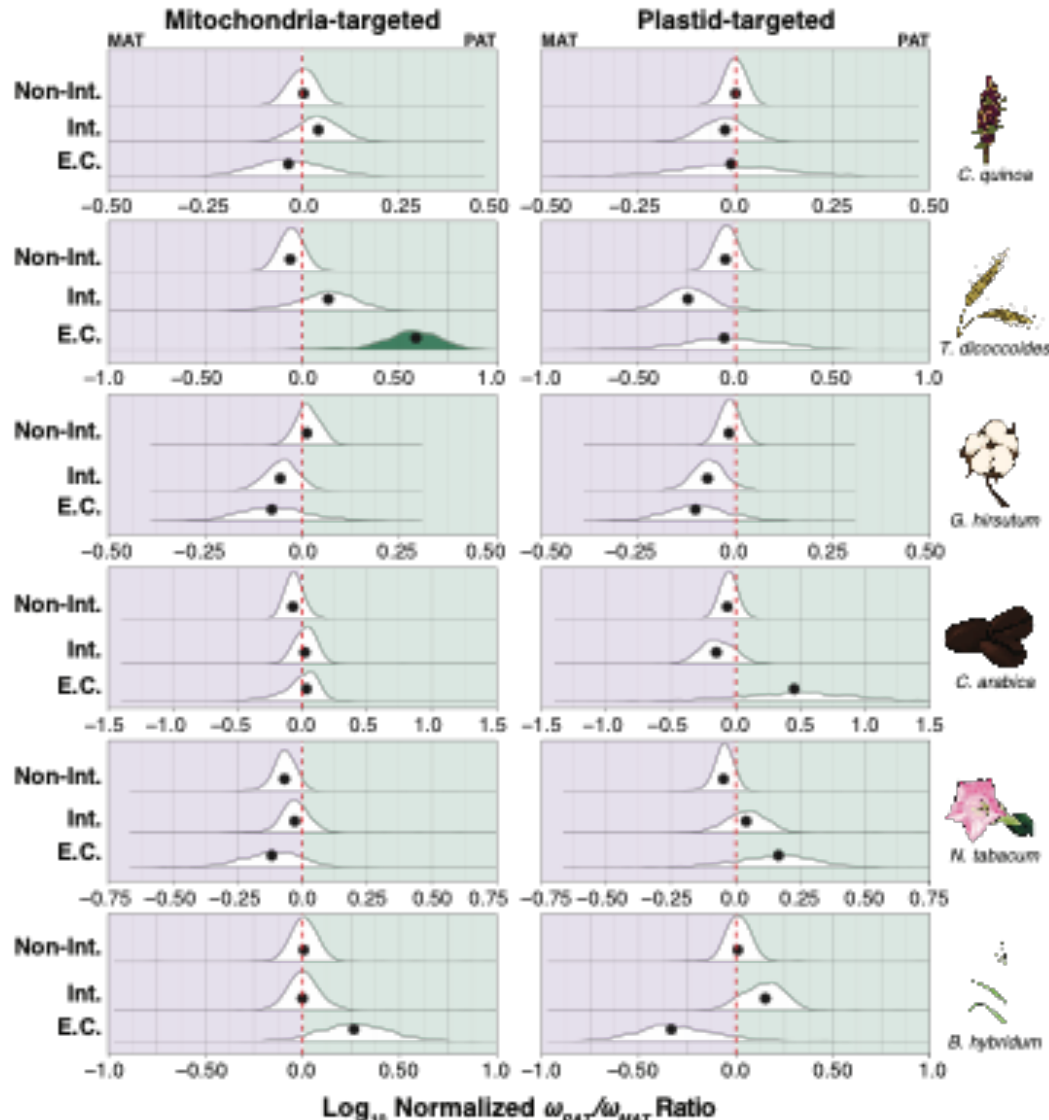 Mitochondria-targeted Plastid-targeted
MAT PAT MAT PAT
Non-Int.
Int.
E.C.
C. quinoa
−0.50 −0.25 0.0 0.25 0.50 −0.50 −0.25 0.0 0.25 0.50
Non-Int.
Int.
E.C.
T. dicoccoides
−1.0 −0.50 0.0 0.50 1.0 −1.0 −0.50 0.0 0.50 1.0
Non-Int.
Int.
E.C.
G. hirsutum
−0.50 −0.25 0.0 0.25 0.50 −0.50 −0.25 0.0 0.25 0.50
Non-Int.
Int.
E.C.
C. arabica
−1.5 −1.0 −0.5 0.0 0.5 1.0 1.5 −1.5 −1.0 −0.5 0.0 0.5 1.0 1.5
Non-Int.
Int.
E.C.
N. tabacum
−0.75 −0.50 −0.25 0.0 0.25 0.50 0.75 −0.75 −0.50 −0.25 0.0 0.25 0.50 0.75
Non-Int.
Int.
E.C.
B. hybridum
−1.0 −0.50 0.0 0.50 1.0 −1.0 −0.50 0.0 0.50 1.0
Log₁₀ Normalized ω_PAT/ω_MAT Ratio